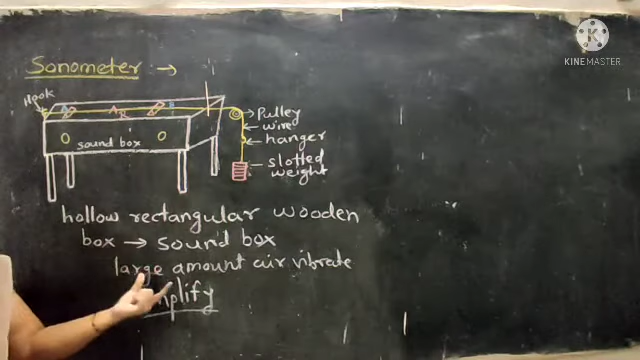 Sonometer →
Hook
A
R
B
Pulley
wire
hanger
sound box
slotted
weight
hollow rectangular wooden
box → sound box
large amount air vibrate
KINEMASTER